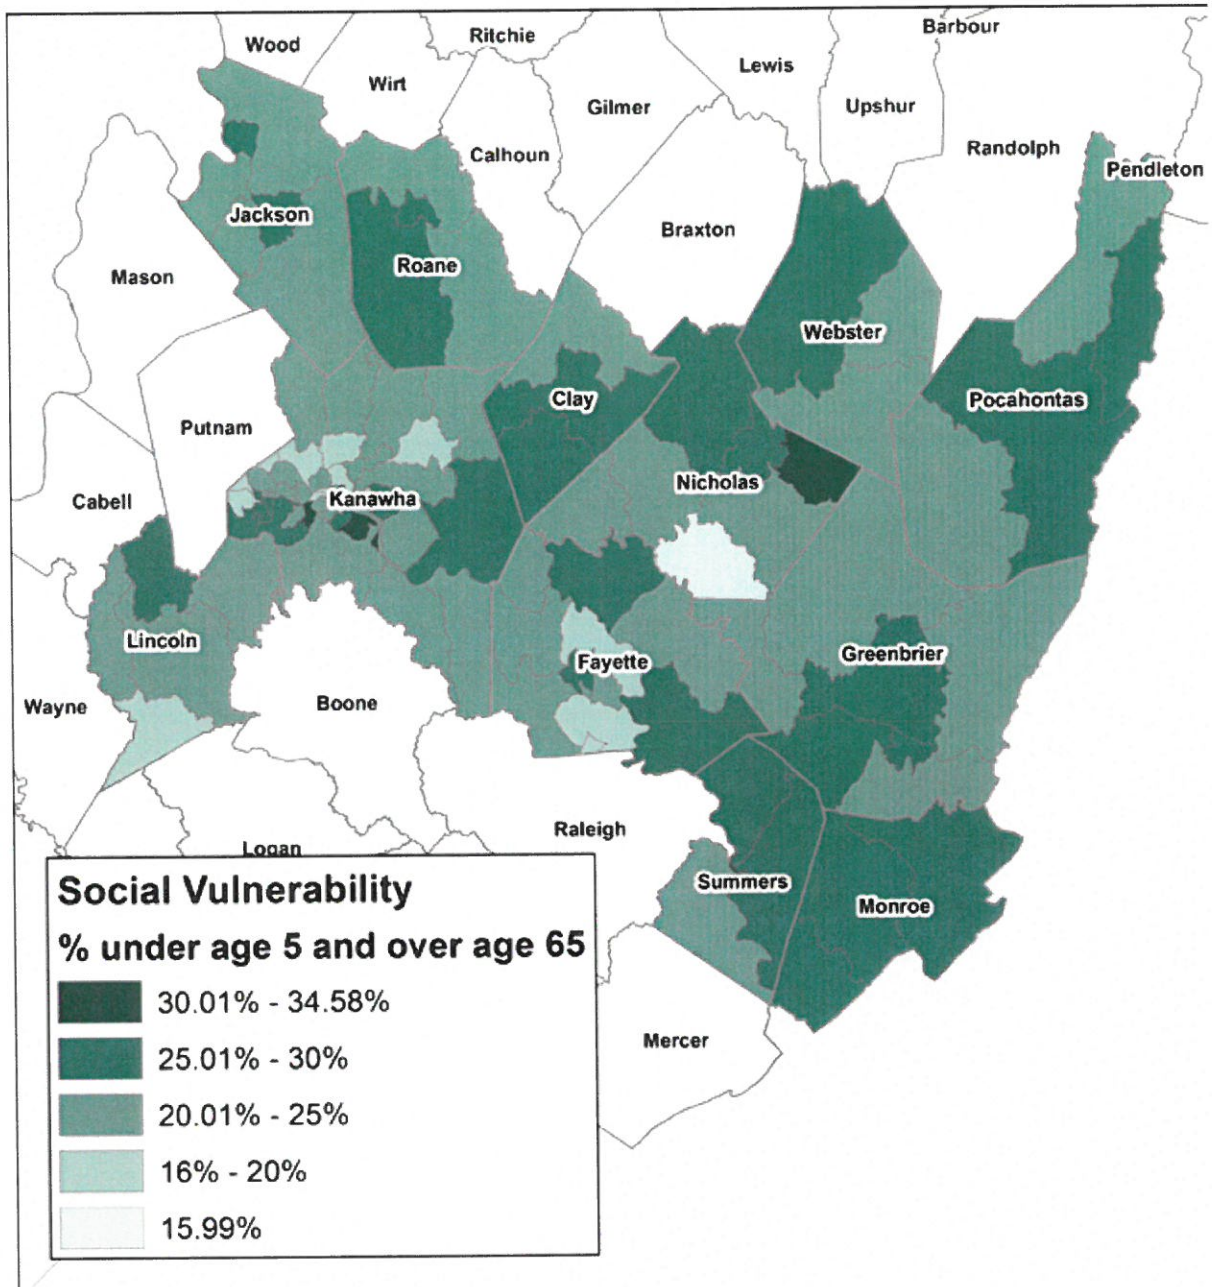 Barbour
Ritchie
Wood
Lewis
Wirt
Gilmer
Upshur
Randolph
Calhoun
Pendleton
Jackson
Braxton
Roane
Mason
Webster
Clay
Pocahontas
Putnam
Nicholas
Kanawha
Cabell
Lincoln
Greenbrier
Fayette
Boone
Wayne
Raleigh
Logan
Summers
Monroe
Mercer
Social Vulnerability
% under age 5 and over age 65
30.01% - 34.58%
25.01% - 30%
20.01% - 25%
16% - 20%
15.99%